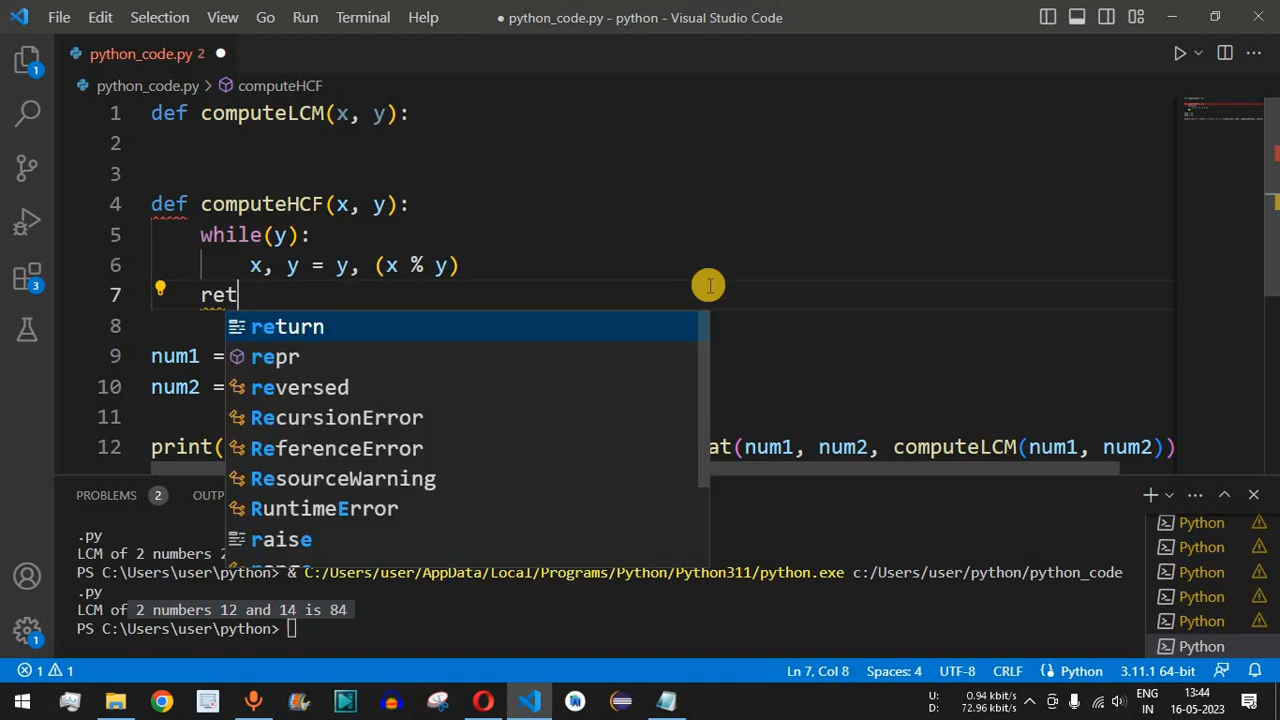 File Edit Selection View Go Run Terminal Help
● python_code.py - python - Visual Studio Code
python_code.py 2 ●
python_code.py > computeHCF
1 def computeLCM(x, y):
2
3
4 def computeHCF(x, y):
5 while(y):
6 x, y = y, (x % y)
7 ret
8
return
repr
reversed
RecursionError
ReferenceError
ResourceWarning
RuntimeError
raise
9 num1 =
10 num2 =
11
12 print( at(num1, num2, computeLCM(num1, num2))
1
3
1
1
PROBLEMS 2 OUTP
.py
LCM of 2 numbers 2
PS C:\Users\user\python> & C:/Users/user/AppData/Local/Programs/Python/Python311/python.exe c:/Users/user/python/python_code
.py
LCM of 2 numbers 12 and 14 is 84
PS C:\Users\user\python>
Python
Python
Python
Python
Python
Python
1 1
Ln 7, Col 8 Spaces: 4 UTF-8 CRLF Python 3.11.1 64-bit
U: 0.94 kbit/s
D: 72.96 kbit/s
ENG
IN
13:44
16-05-2023